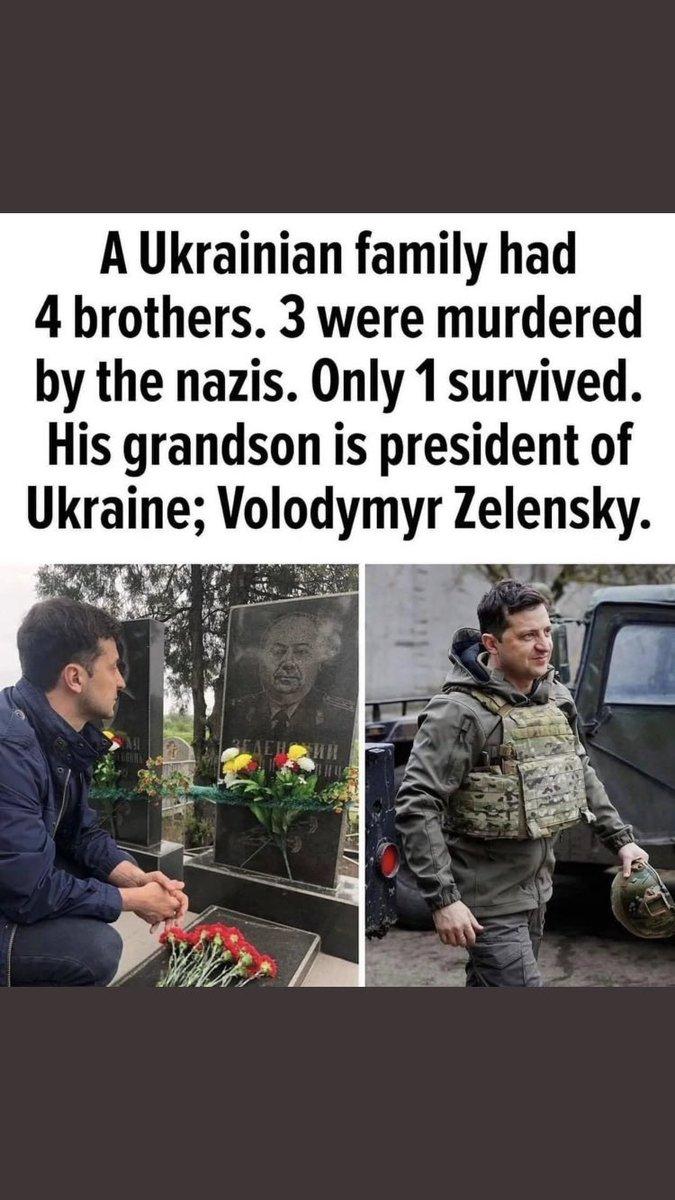 A Ukrainian family had
4 brothers. 3 were murdered
by the nazis. Only 1 survived.
His grandson is president of
Ukraine; Volodymyr Zelensky.
ЗЕЛЕНСКИЙ